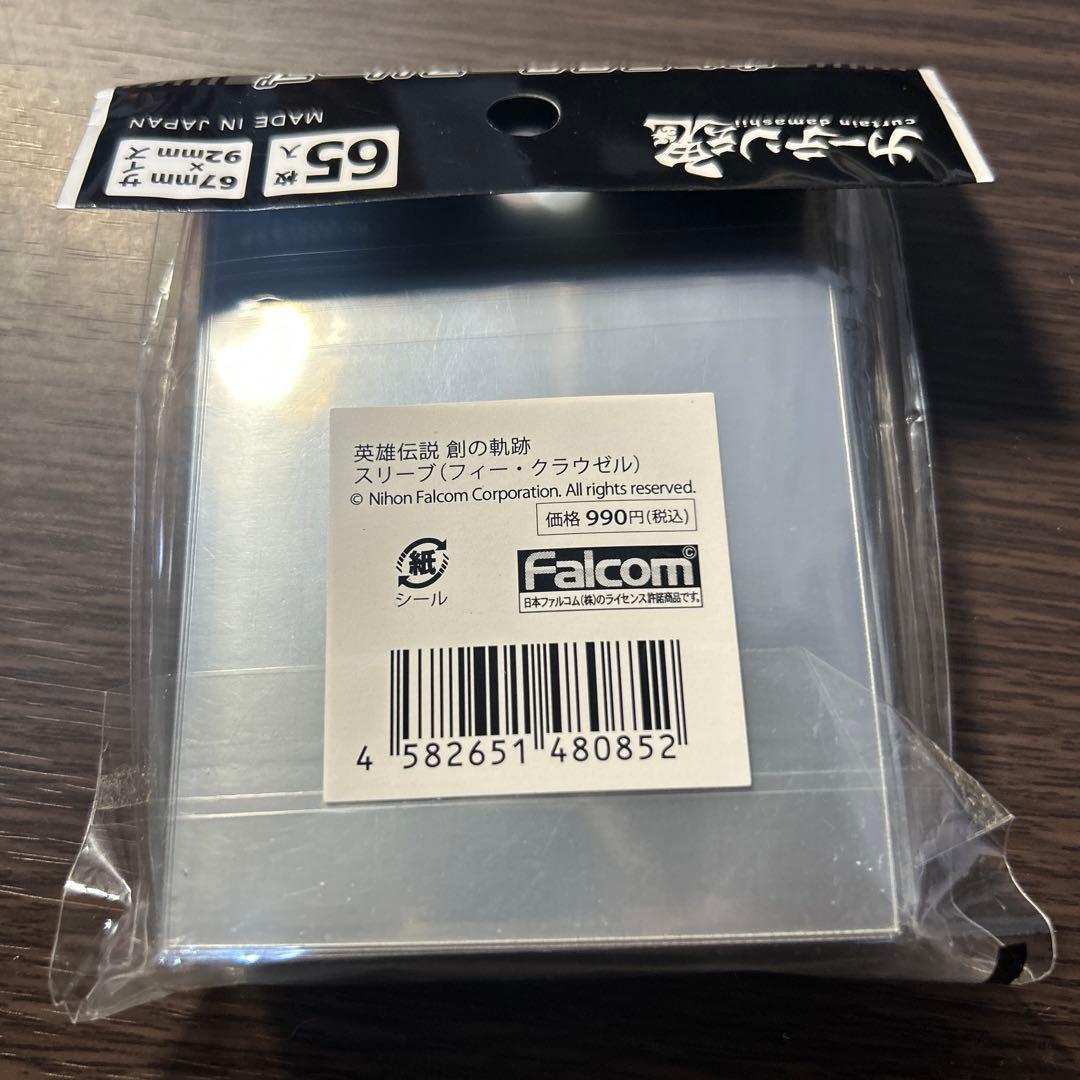 カーテン魂
curtain damashii
65枚入
67mm
×
92mm
サイズ
MADE IN JAPAN
英雄伝説 創の軌跡
スリーブ(フィー・クラウゼル)
© Nihon Falcom Corporation. All rights reserved.
価格 990円(税込)
紙
シール
Falcom©
日本ファルコム(株)のライセンス許諾商品です。
4 582651 480852